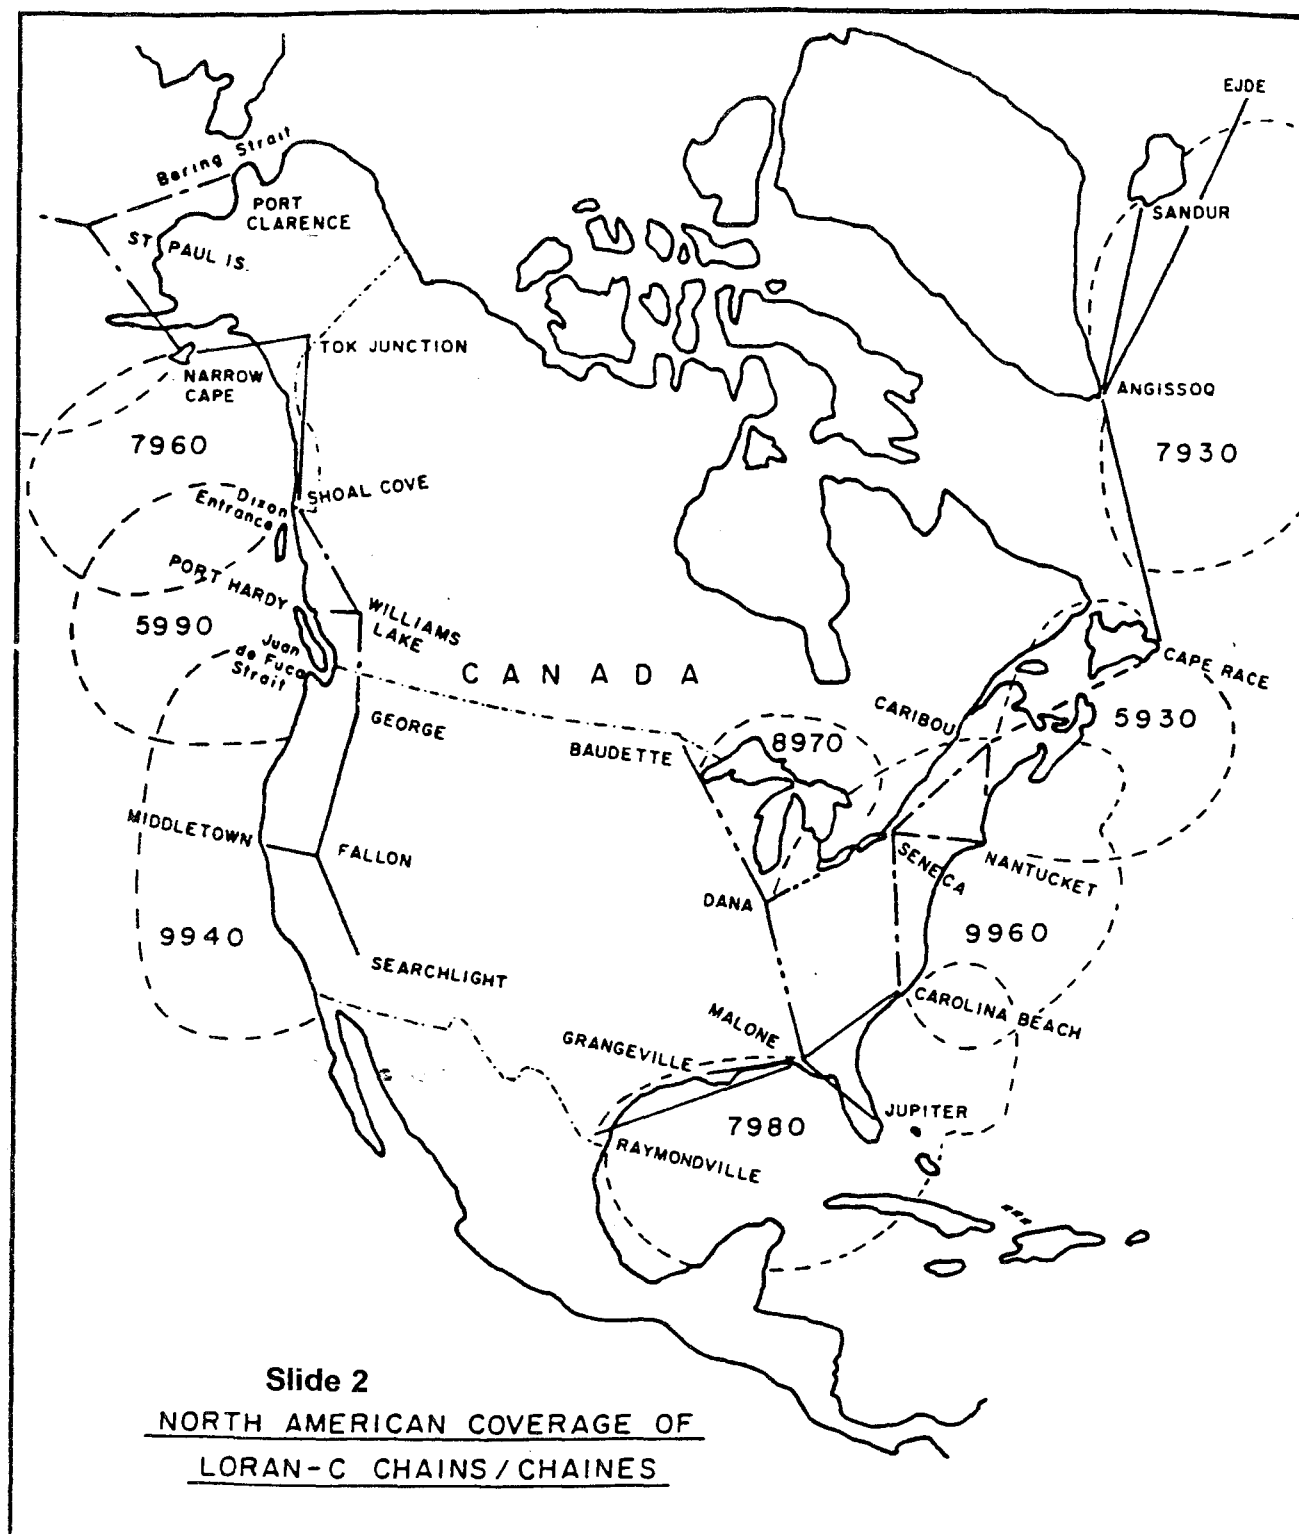 EJDE
Bering Strait
PORT
CLARENCE
SANDUR
ST. PAUL IS.
TOK JUNCTION
NARROW
CAPE
ANGISSOQ
7960
7930
SHOAL COVE
Dixon
Entrance
PORT HARDY
WILLIAMS
LAKE
5990
Juan
de Fuca
Strait
CANADA
CAPE RACE
CARIBOU
5930
GEORGE
BAUDETTE
8970
MIDDLETOWN
FALLON
SENECA
NANTUCKET
DANA
9940
9960
SEARCHLIGHT
CAROLINA BEACH
MALONE
GRANGEVILLE
7980
JUPITER
RAYMONDVILLE
Slide 2
NORTH AMERICAN COVERAGE OF
LORAN-C CHAINS/CHAINES